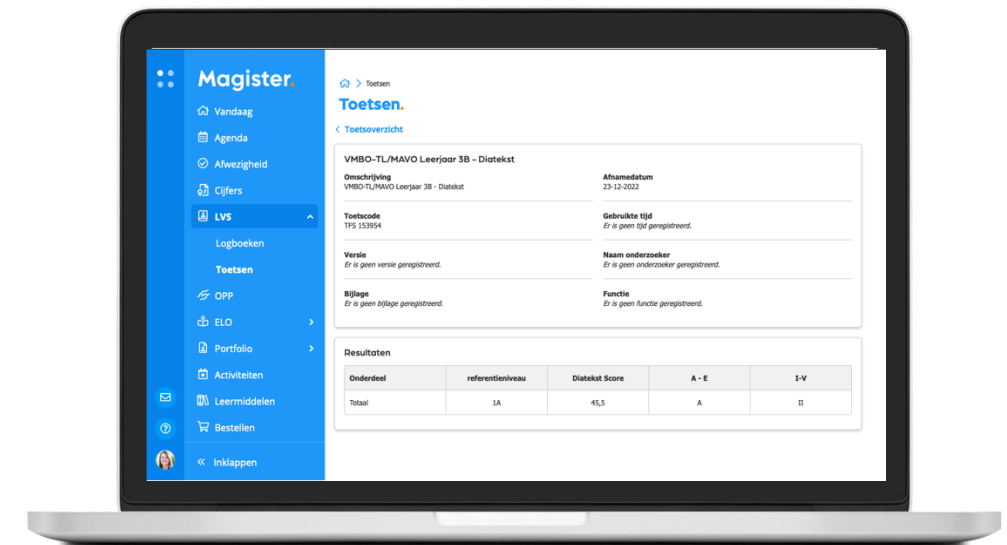 Magister.
Vandaag
Agenda
Afwezigheid
Cijfers
LVS
Logboeken
Toetsen
OPP
ELO
Portfolio
Activiteiten
Leermiddelen
Bestellen
Inklappen
Toetsen
Toetsen.
Toetsoverzicht
VMBO-TL/MAVO Leerjaar 3B - Diatekst
Omschrijving
VMBO-TL/MAVO Leerjaar 3B - Diatekst
Afnamedatum
23-12-2022
Toetscode
TFS 153954
Gebruikte tijd
Er is geen tijd geregistreerd.
Versie
Er is geen versie geregistreerd.
Naam onderzoeker
Er is geen onderzoeker geregistreerd.
Bijlage
Er is geen bijlage geregistreerd.
Functie
Er is geen functie geregistreerd.
Resultaten
Onderdeel referentieniveau Diatekst Score A - E I-V
Totaal 1A 45,5 A II